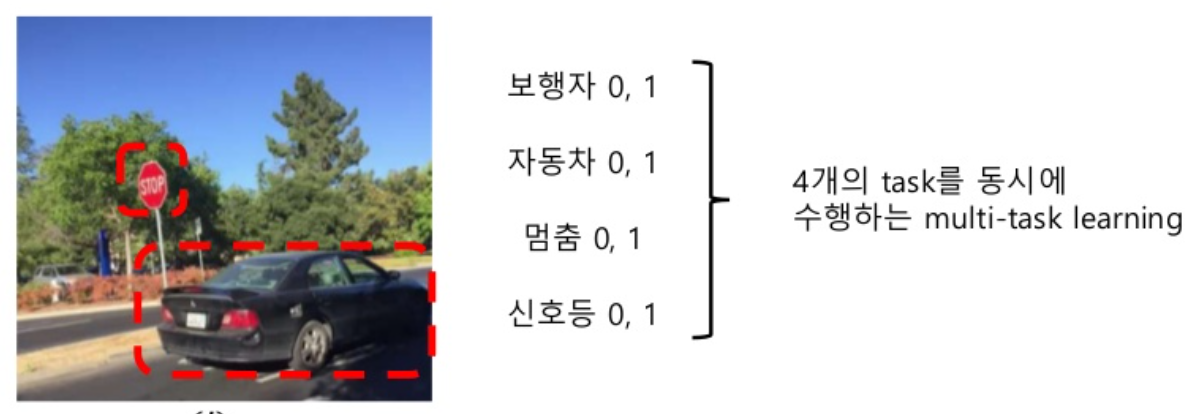 STOP
보행자 0, 1
자동차 0, 1
멈춤 0, 1
신호등 0, 1
4개의 task를 동시에
수행하는 multi-task learning